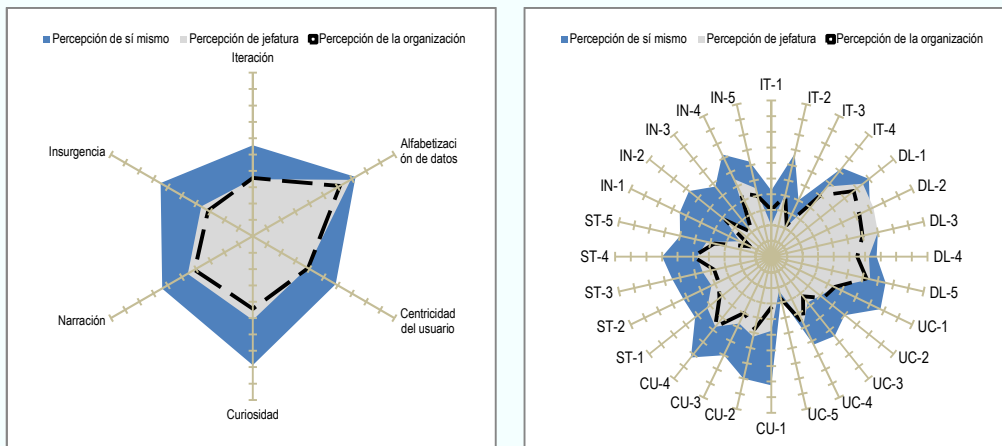 Percepción de sí mismo Percepción de jefatura Percepción de la organización
Iteración
Alfabetizaci
ón de datos
Centricidad
del usuario
Curiosidad
Narración
Insurgencia
Percepción de sí mismo Percepción de jefatura Percepción de la organización
IT-1
IT-2
IT-3
IT-4
DL-1
DL-2
DL-3
DL-4
DL-5
UC-1
UC-2
UC-3
UC-4
UC-5
CU-1
CU-2
CU-3
CU-4
ST-1
ST-2
ST-3
ST-4
ST-5
IN-1
IN-2
IN-3
IN-4
IN-5